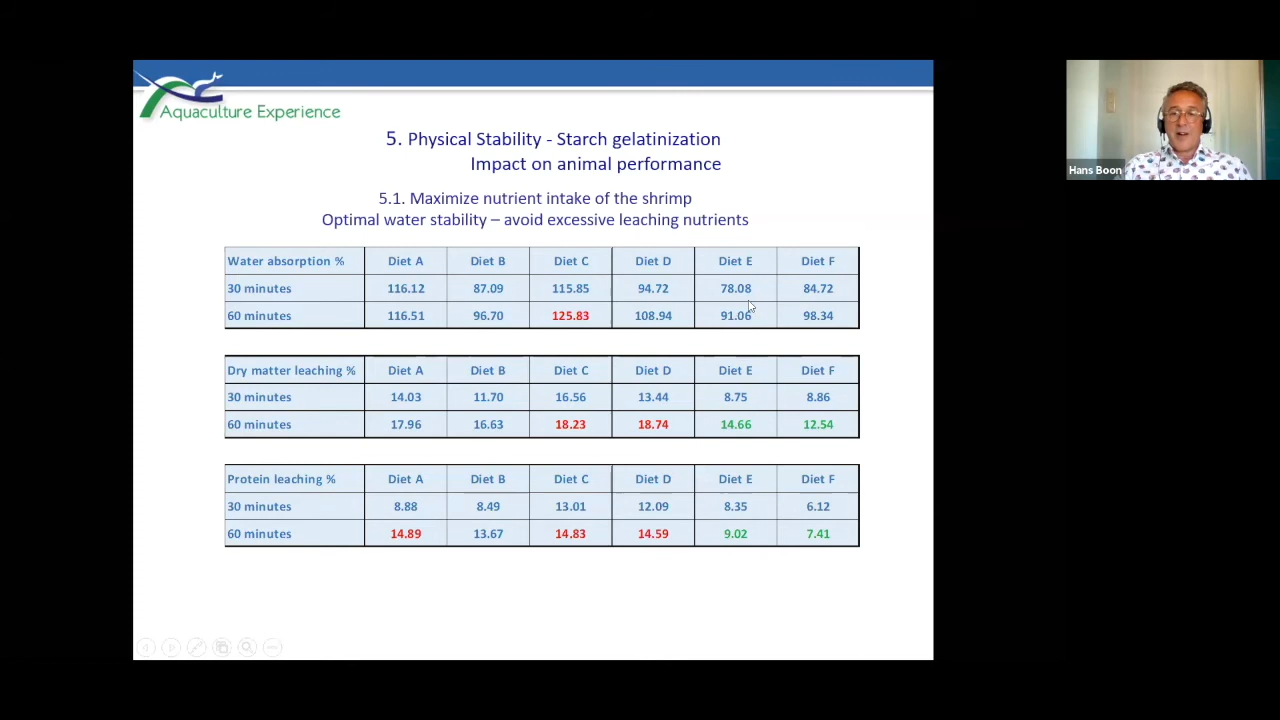 Aquaculture Experience
5. Physical Stability - Starch gelatinization
Impact on animal performance
5.1. Maximize nutrient intake of the shrimp
Optimal water stability – avoid excessive leaching nutrients
Water absorption % Diet A Diet B Diet C Diet D Diet E Diet F
30 minutes 116.12 87.09 115.85 94.72 78.08 84.72
60 minutes 116.51 96.70 125.83 108.94 91.06 98.34
Dry matter leaching % Diet A Diet B Diet C Diet D Diet E Diet F
30 minutes 14.03 11.70 16.56 13.44 8.75 8.86
60 minutes 17.96 16.63 18.23 18.74 14.66 12.54
Protein leaching % Diet A Diet B Diet C Diet D Diet E Diet F
30 minutes 8.88 8.49 13.01 12.09 8.35 6.12
60 minutes 14.89 13.67 14.83 14.59 9.02 7.41
Hans Boon